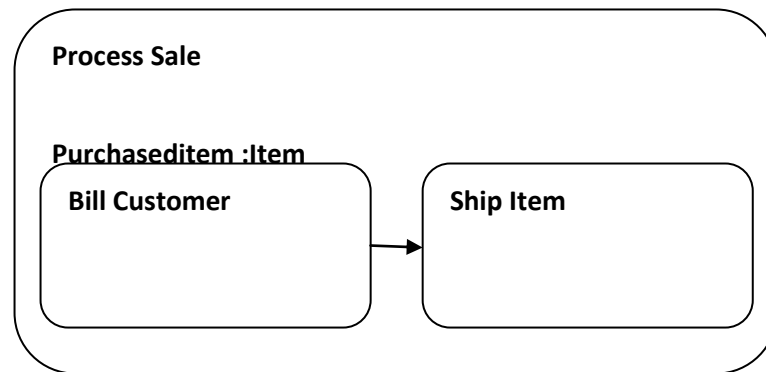 Process Sale
Purchaseditem :Item
Bill Customer
Ship Item